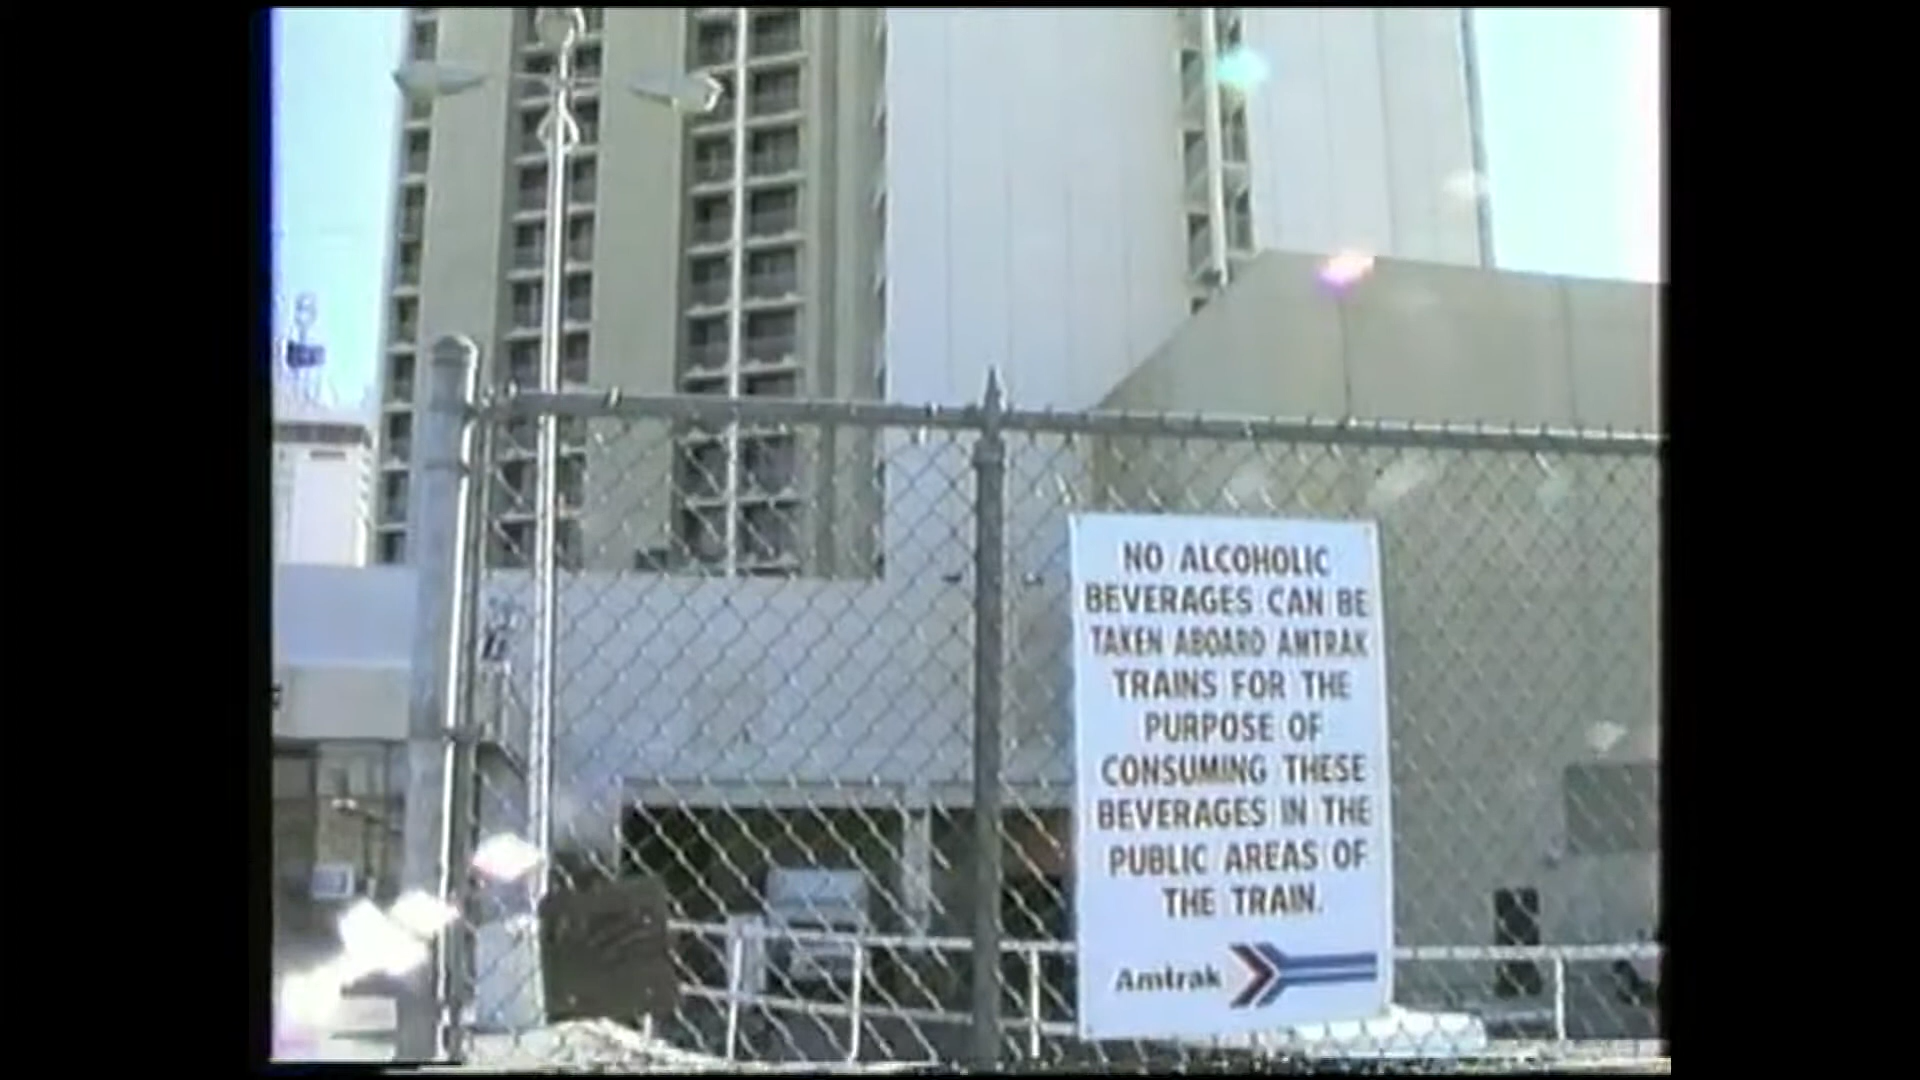 NO ALCOHOLIC
BEVERAGES CAN BE
TAKEN ABOARD AMTRAK
TRAINS FOR THE
PURPOSE OF
CONSUMING THESE
BEVERAGES IN THE
PUBLIC AREAS OF
THE TRAIN.
Amtrak